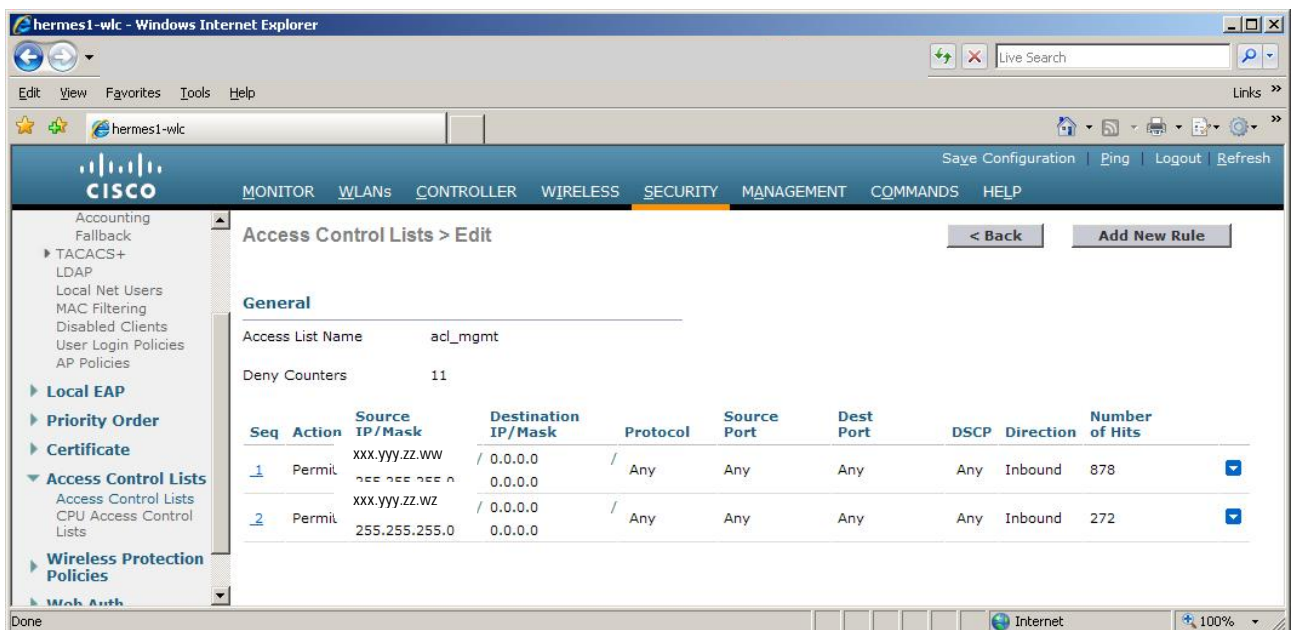 hermes1-wlc - Windows Internet Explorer
Live Search
Edit View Favorites Tools Help
Links »
hermes1-wlc
»
Save Configuration | Ping | Logout | Refresh
CISCO
MONITOR WLANs CONTROLLER WIRELESS SECURITY MANAGEMENT COMMANDS HELP
Accounting
Fallback
TACACS+
LDAP
Local Net Users
MAC Filtering
Disabled Clients
User Login Policies
AP Policies
Local EAP
Priority Order
Certificate
Access Control Lists
Access Control Lists
CPU Access Control
Lists
Wireless Protection
Policies
Web Auth
Access Control Lists > Edit
< Back
Add New Rule
General
Access List Name acl_mgmt
Deny Counters 11
Seq Action Source IP/Mask Destination IP/Mask Protocol Source Port Dest Port DSCP Direction Number of Hits
1 Permit xxx.yyy.zz.ww / 0.0.0.0 / Any Any Any Any Inbound 878
255.255.255.0 0.0.0.0
2 Permit xxx.yyy.zz.wz / 0.0.0.0 / Any Any Any Any Inbound 272
255.255.255.0 0.0.0.0
Done
Internet
100%